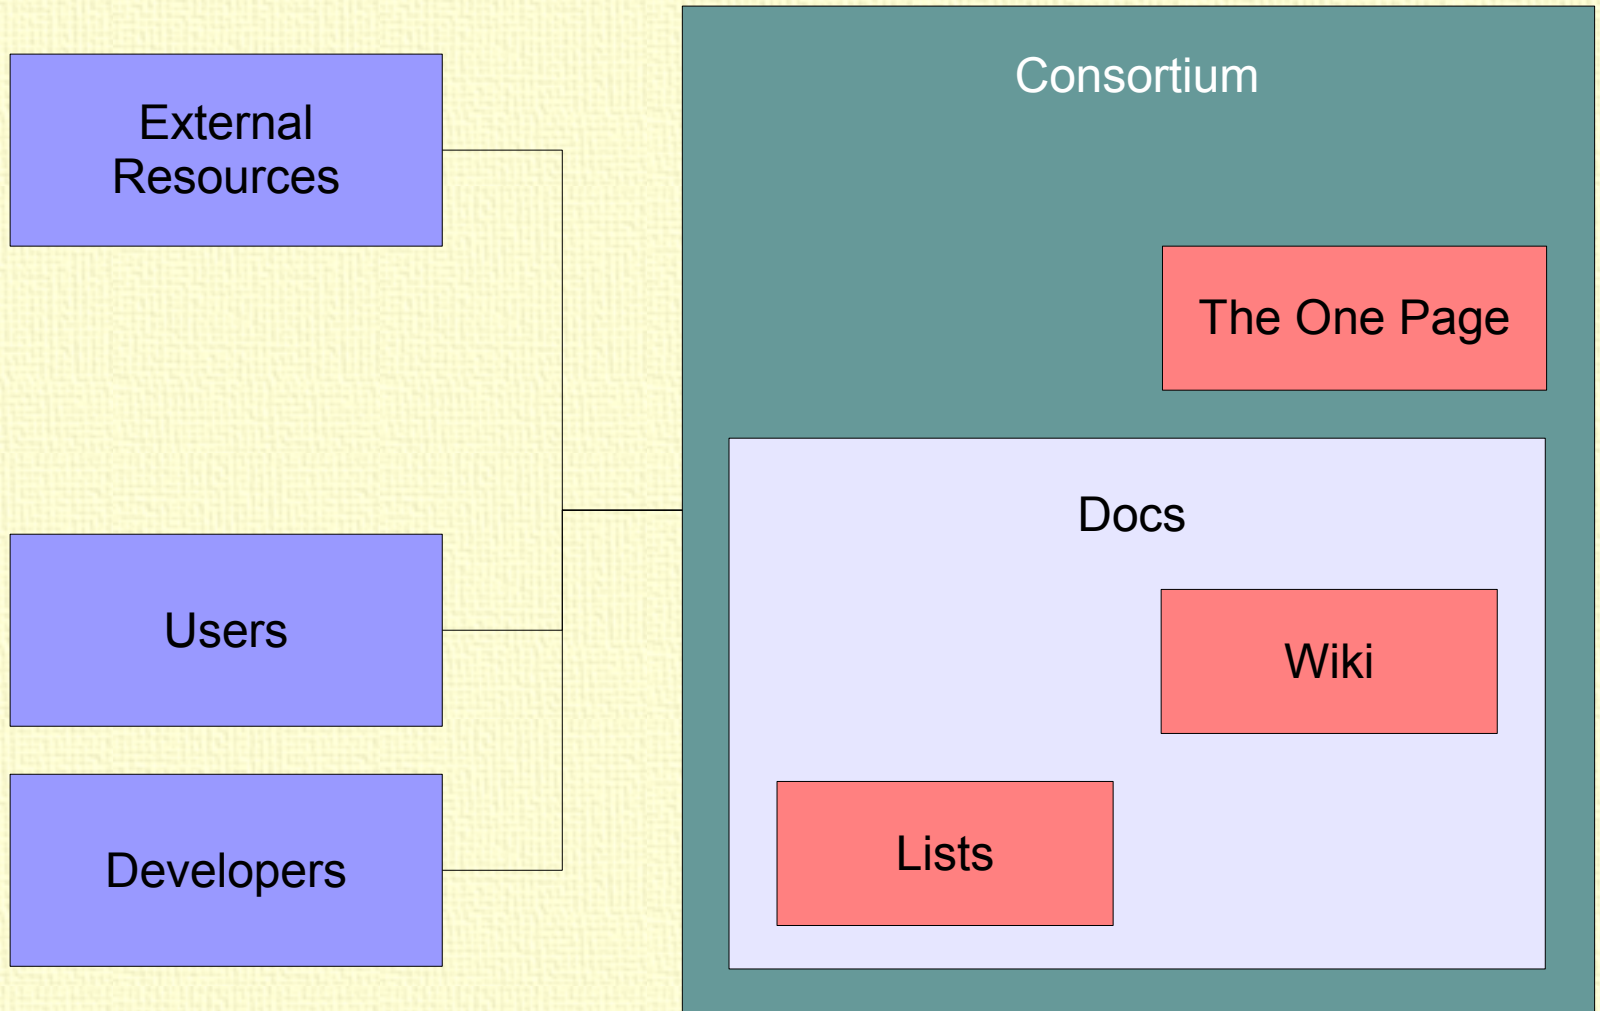 External
Resources
Users
Developers
Consortium
The One Page
Docs
Wiki
Lists